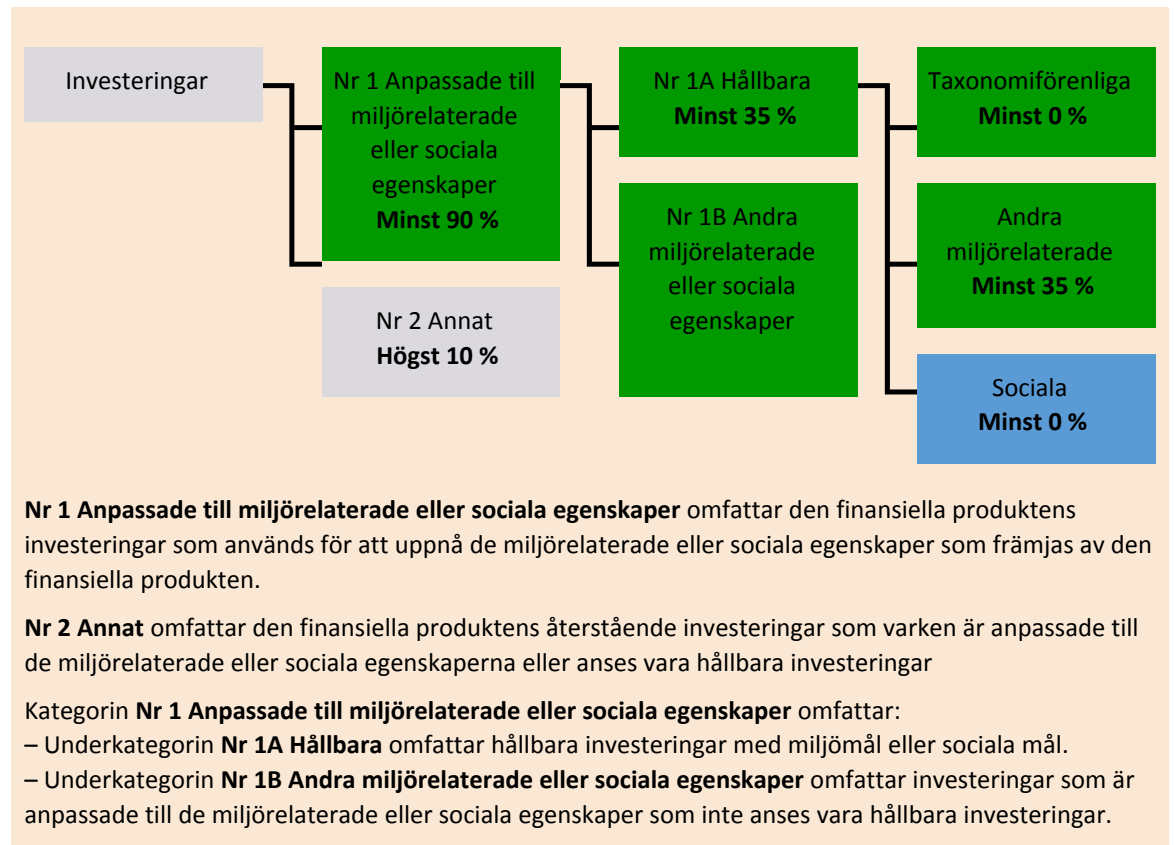 Investeringar
Nr 1 Anpassade till
miljörelaterade
eller sociala
egenskaper
Minst 90 %
Nr 2 Annat
Högst 10 %
Nr 1A Hållbara
Minst 35 %
Nr 1B Andra
miljörelaterade
eller sociala
egenskaper
Taxonomiförenliga
Minst 0 %
Andra
miljörelaterade
Minst 35 %
Sociala
Minst 0 %
Nr 1 Anpassade till miljörelaterade eller sociala egenskaper omfattar den finansiella produktens
investeringar som används för att uppnå de miljörelaterade eller sociala egenskaper som främjas av den
finansiella produkten.
Nr 2 Annat omfattar den finansiella produktens återstående investeringar som varken är anpassade till
de miljörelaterade eller sociala egenskaperna eller anses vara hållbara investeringar
Kategorin Nr 1 Anpassade till miljörelaterade eller sociala egenskaper omfattar:
– Underkategorin Nr 1A Hållbara omfattar hållbara investeringar med miljömål eller sociala mål.
– Underkategorin Nr 1B Andra miljörelaterade eller sociala egenskaper omfattar investeringar som är
anpassade till de miljörelaterade eller sociala egenskaper som inte anses vara hållbara investeringar.